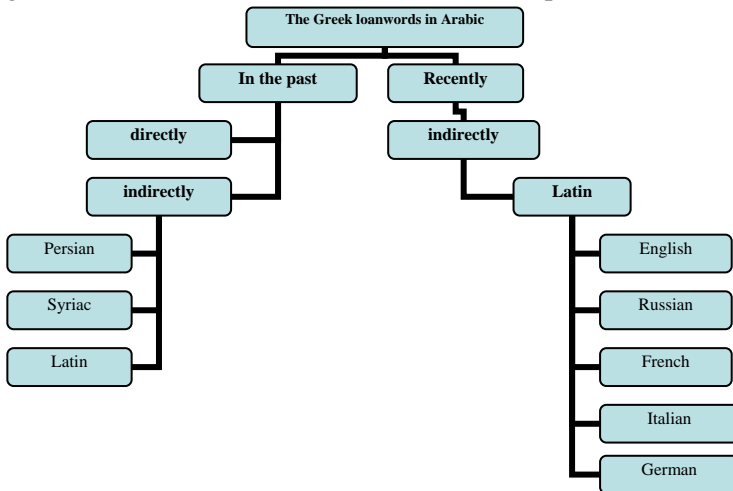 The Greek loanwords in Arabic
In the past
Recently
directly
indirectly
indirectly
Latin
Persian
English
Syriac
Russian
Latin
French
Italian
German